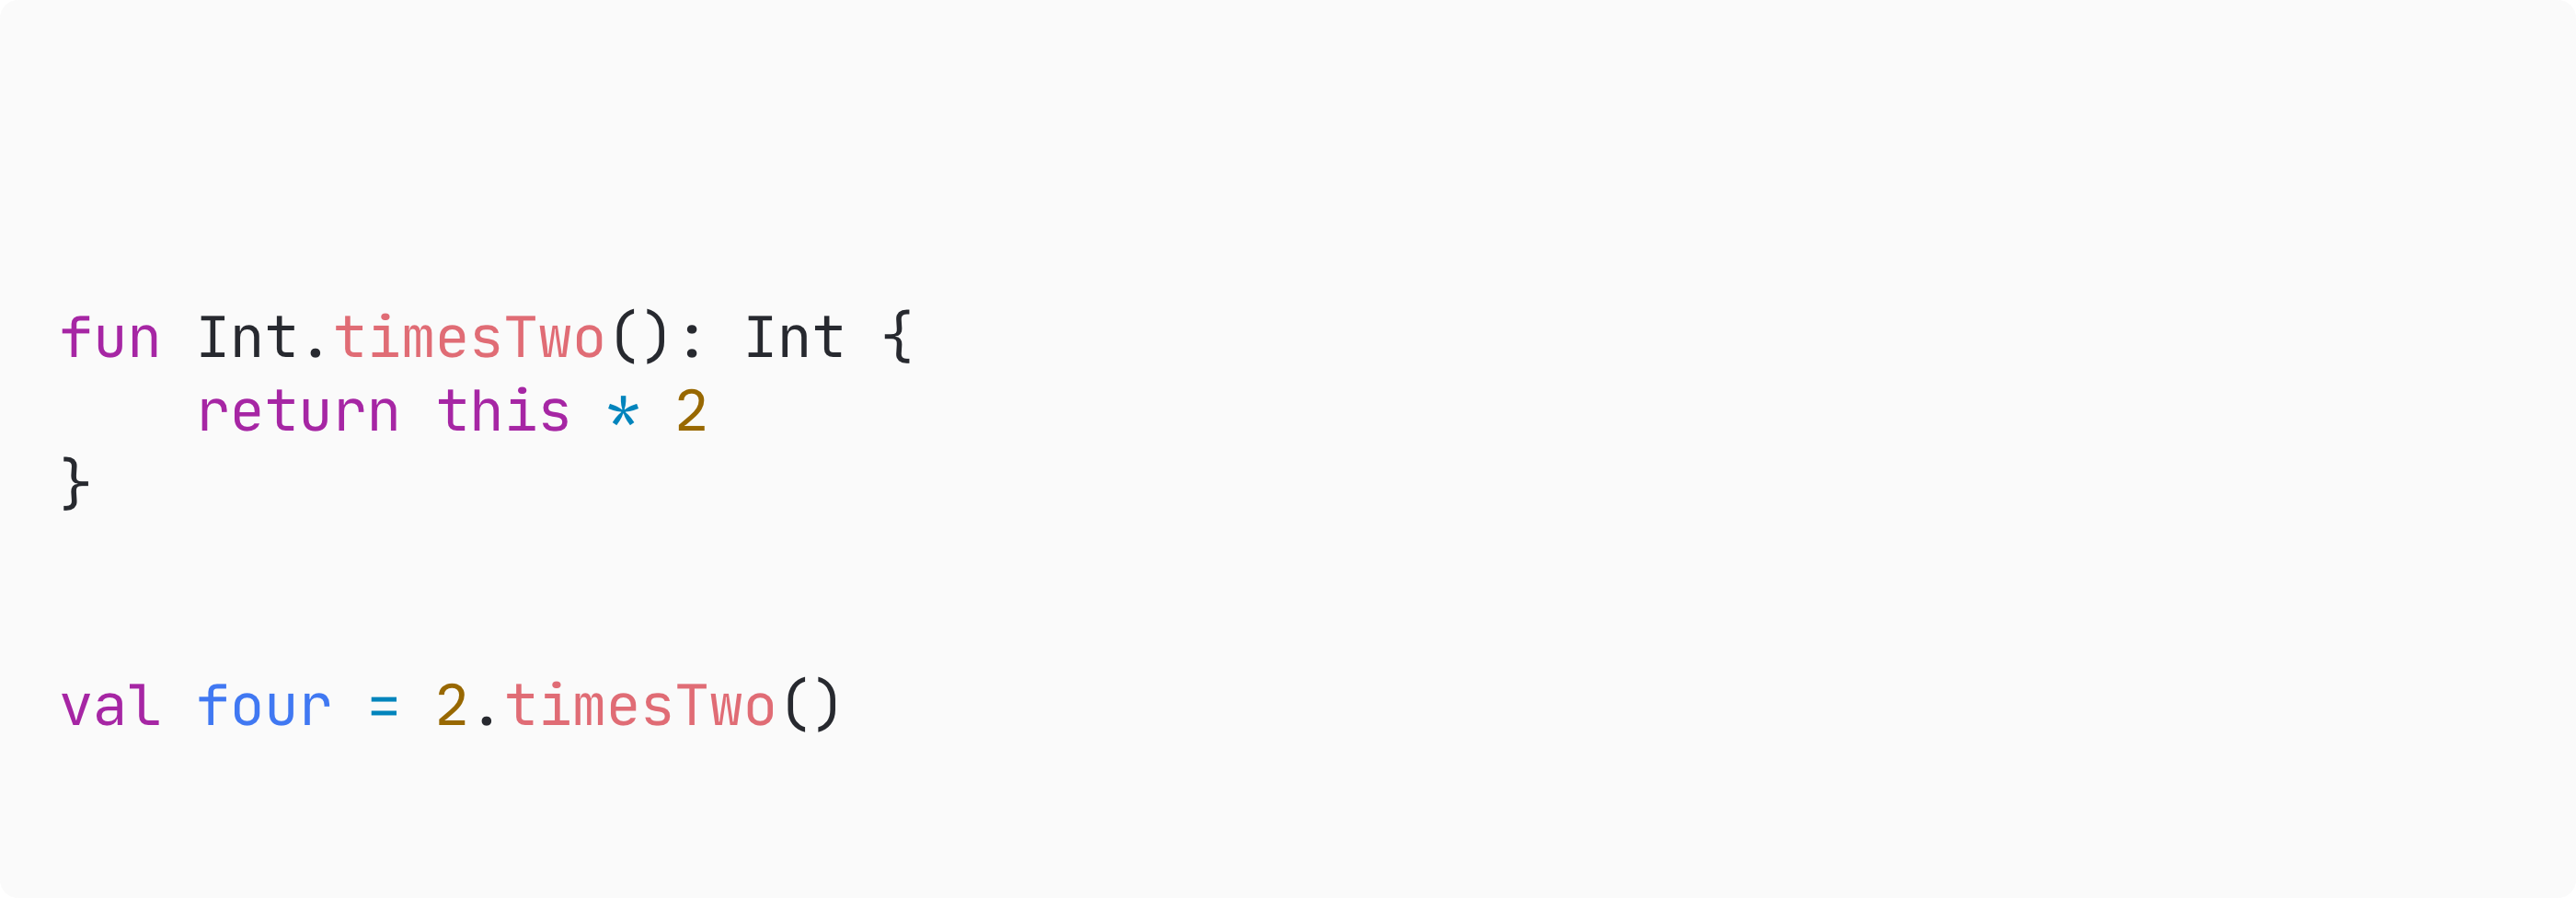 fun Int.timesTwo(): Int {
    return this * 2
}
val four = 2.timesTwo()